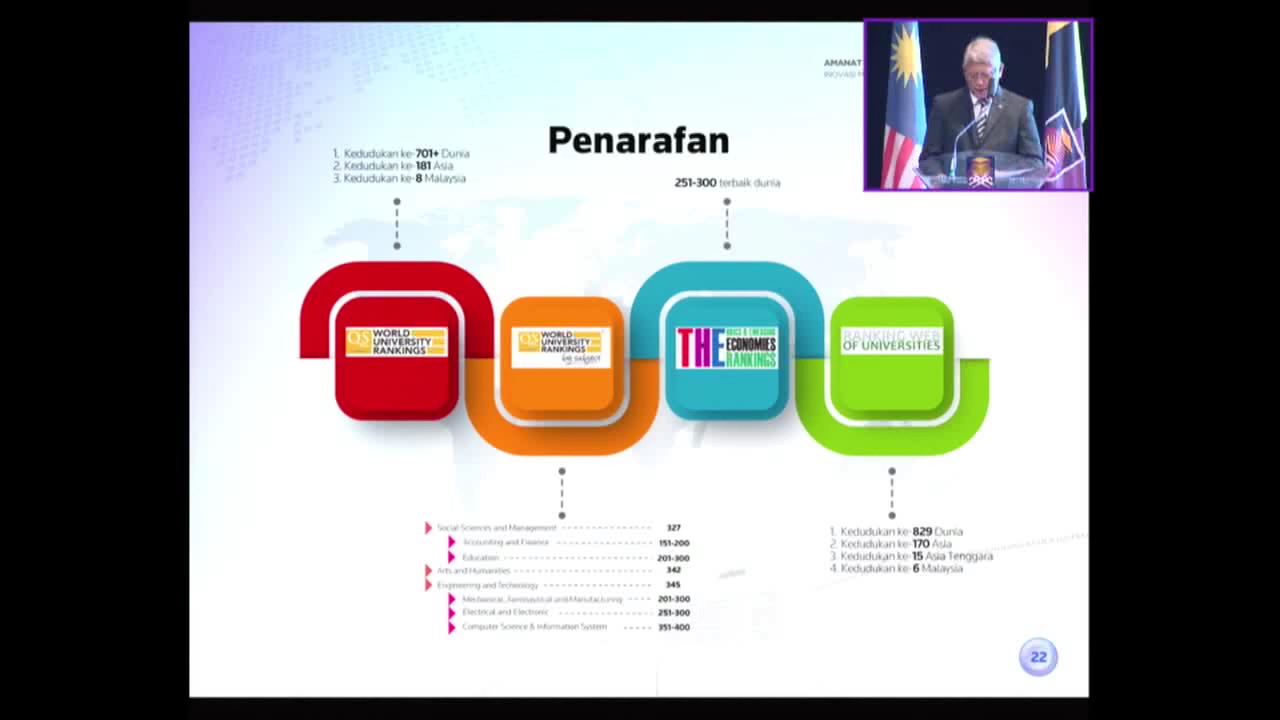 AMANAT
INOVASI M
Penarafan
1. Kedudukan ke-701+ Dunia
2. Kedudukan ke-181 Asia
3. Kedudukan ke-8 Malaysia
251-300 terbaik dunia
QS WORLD
UNIVERSITY
RANKINGS
QS WORLD
UNIVERSITY
RANKINGS
by subject
THE BRICS & EMERGING
ECONOMIES
RANKINGS
RANKING WEB
OF UNIVERSITIES
Social Sciences and Management 327
Accounting and Finance 151-200
Education 201-300
Arts and Humanities 342
Engineering and Technology 345
Mechanical, Aeronautical and Manufacturing 201-300
Electrical and Electronic 251-300
Computer Science & Information System 351-400
1. Kedudukan ke-829 Dunia
2. Kedudukan ke-170 Asia
3. Kedudukan ke-15 Asia Tenggara
4. Kedudukan ke-6 Malaysia
22